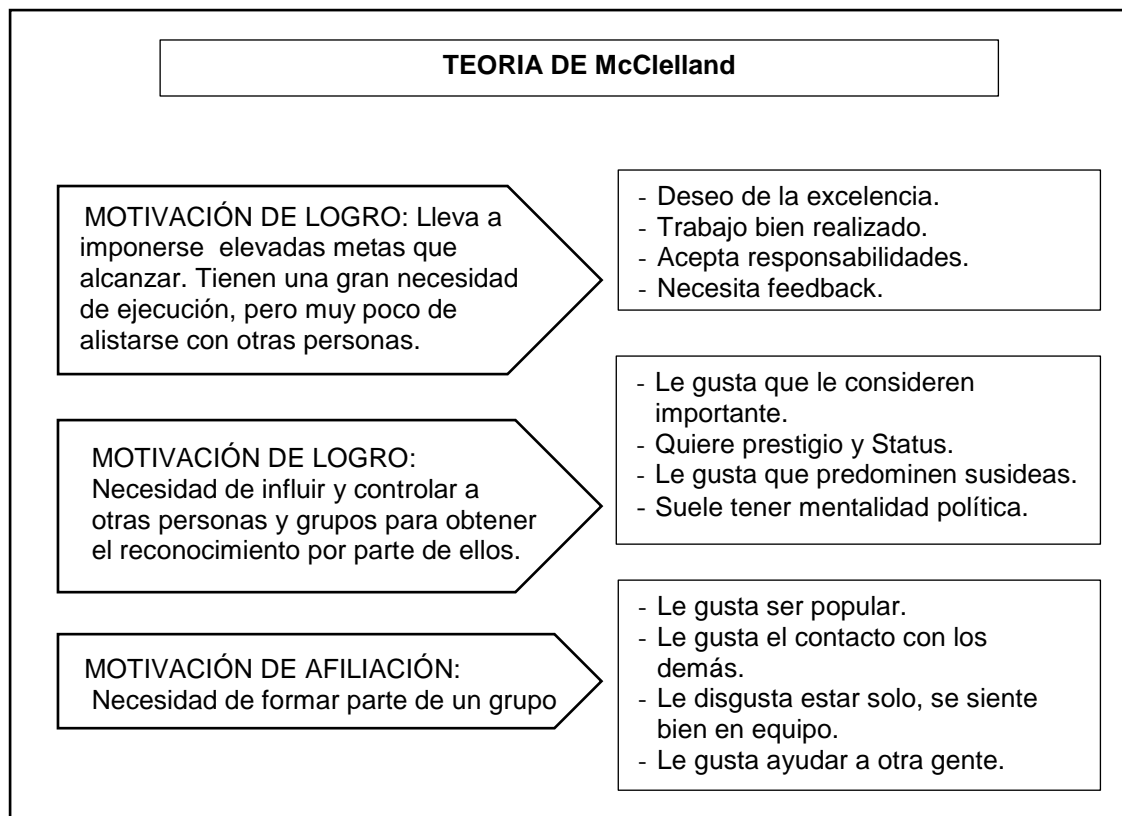 TEORIA DE McClelland
MOTIVACIÓN DE LOGRO: Lleva a
imponerse elevadas metas que
alcanzar. Tienen una gran necesidad
de ejecución, pero muy poco de
alistarse con otras personas.
- Deseo de la excelencia.
- Trabajo bien realizado.
- Acepta responsabilidades.
- Necesita feedback.
MOTIVACIÓN DE LOGRO:
Necesidad de influir y controlar a
otras personas y grupos para obtener
el reconocimiento por parte de ellos.
- Le gusta que le consideren
importante.
- Quiere prestigio y Status.
- Le gusta que predominen susideas.
- Suele tener mentalidad política.
MOTIVACIÓN DE AFILIACIÓN:
Necesidad de formar parte de un grupo
- Le gusta ser popular.
- Le gusta el contacto con los
demás.
- Le disgusta estar solo, se siente
bien en equipo.
- Le gusta ayudar a otra gente.